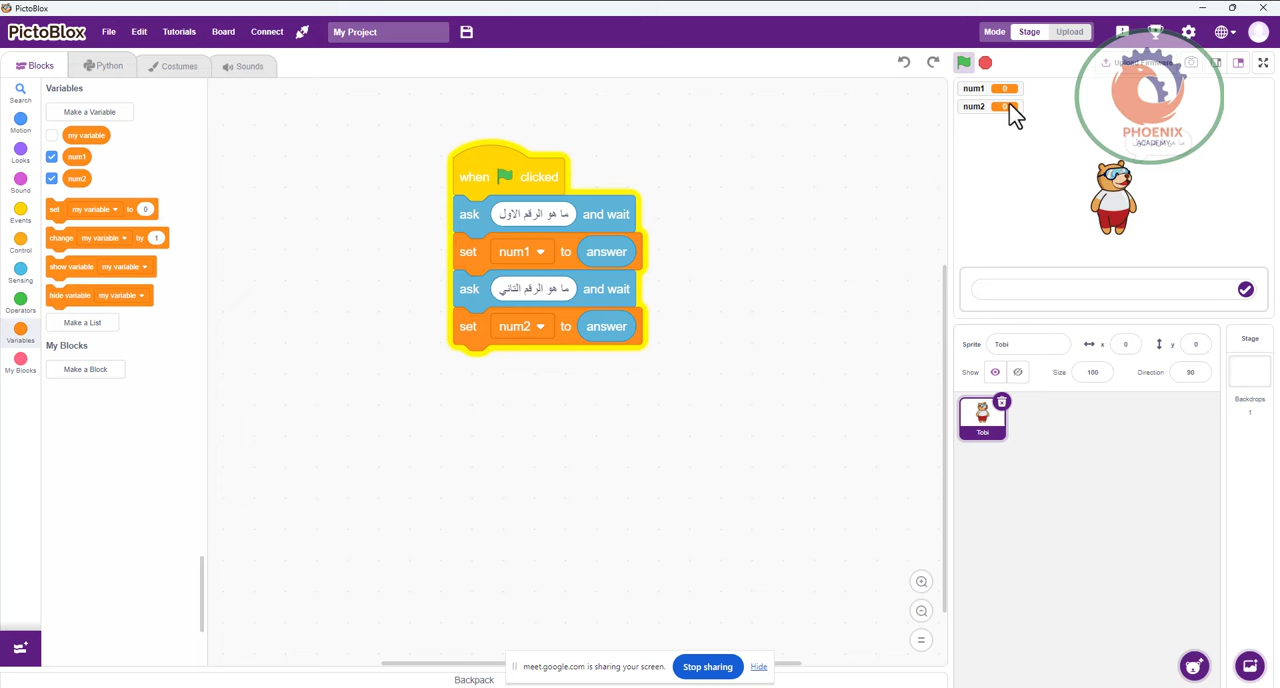 PictoBlox
PictoBlox File Edit Tutorials Board Connect My Project Mode Stage Upload
Blocks Python Costumes Sounds
Search
Motion
Looks
Sound
Events
Control
Sensing
Operators
Variables
My Blocks
Variables
Make a Variable
my variable
num1
num2
set my variable to 0
change my variable by 1
show variable my variable
hide variable my variable
Make a List
My Blocks
Make a Block
when clicked
ask ما هو الرقم الاول and wait
set num1 to answer
ask ما هو الرقم التاني and wait
set num2 to answer
Backpack
meet.google.com is sharing your screen. Stop sharing Hide
Upload Firmware
num1 0
num2 0
PHOENIX
ACADEMY
Sprite Tobi x 0 y 0
Show Size 100 Direction 90
Tobi
Stage
Backdrops
1